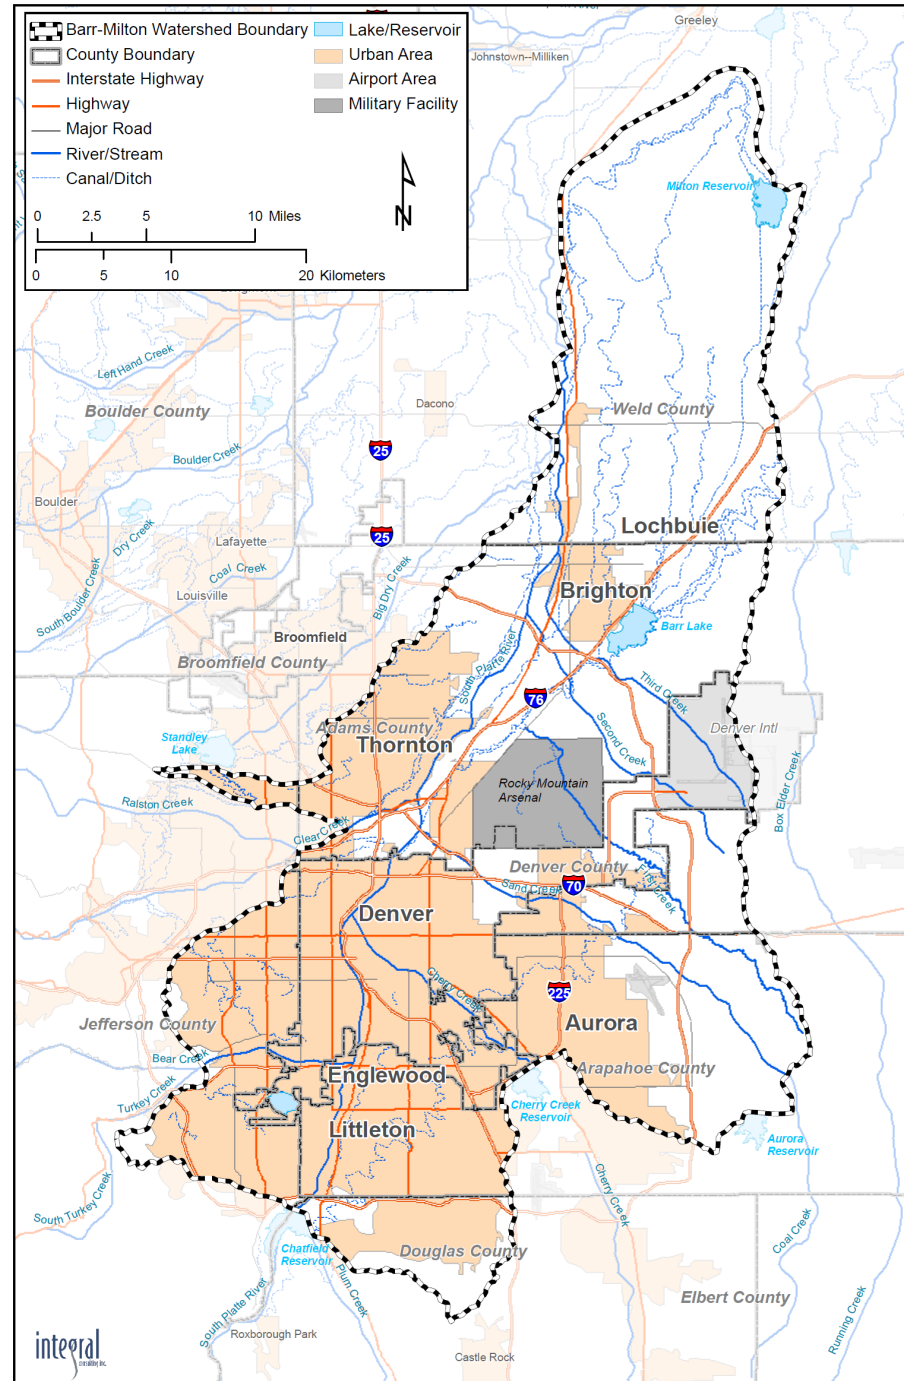 Barr-Milton Watershed Boundary
County Boundary
Interstate Highway
Highway
Major Road
River/Stream
Canal/Ditch
Lake/Reservoir
Urban Area
Airport Area
Military Facility
N
0 2.5 5 10 Miles
0 5 10 20 Kilometers
Greeley
Johnstown--Milliken
Milton Reservoir
Left Hand Creek
Boulder County
Dacono
Weld County
25
Boulder Creek
Boulder
Lochbuie
25
Dry Creek
Lafayette
Coal Creek
Big Dry Creek
Louisville
South Boulder Creek
Brighton
Barr Lake
Broomfield
Broomfield County
South Platte River
Third Creek
76
Second Creek
Denver Intl
Adams County
Thornton
Standley
Lake
Rocky Mountain
Arsenal
Box Elder Creek
Ralston Creek
Clear Creek
Denver County
Sand Creek
70
First Creek
Denver
Cherry Creek
225
Aurora
Jefferson County
Bear Creek
Englewood
Arapahoe County
Turkey Creek
Cherry Creek
Reservoir
Littleton
Aurora
Reservoir
South Turkey Creek
Cherry Creek
Coal Creek
Chatfield
Reservoir
Douglas County
Plum Creek
South Platte River
Elbert County
Running Creek
Roxborough Park
Castle Rock
integral
consulting inc.